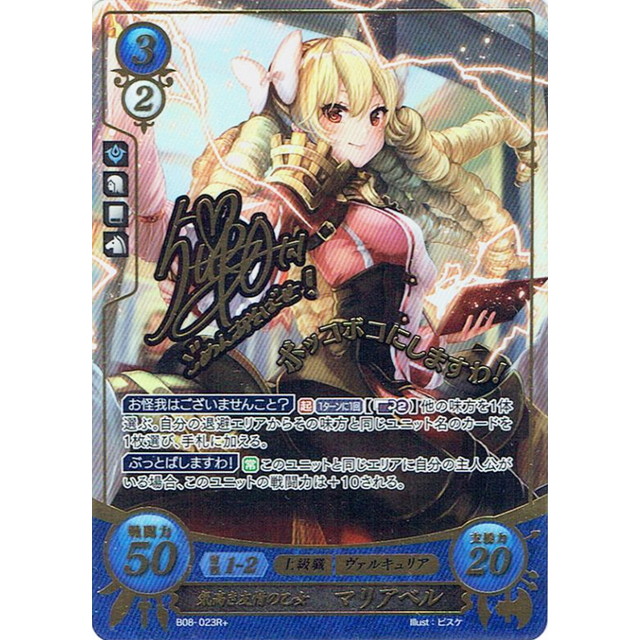 3
2
ボッコボコにしますわ!
お怪我はございませんこと? 起 1ターンに1回【②】他の味方を1体
選ぶ。自分の退避エリアからその味方と同じユニット名のカードを
1枚選び、手札に加える。
ぶっとばしますわ! 常 このユニットと同じエリアに自分の主人公が
いる場合、このユニットの戦闘力は+10される。
戦闘力
50
射程 1-2
上級職 ヴァルキュリア
支援力
20
気高き友情の乙女 マリアベル
B08-023R+
Illust:ピスケ